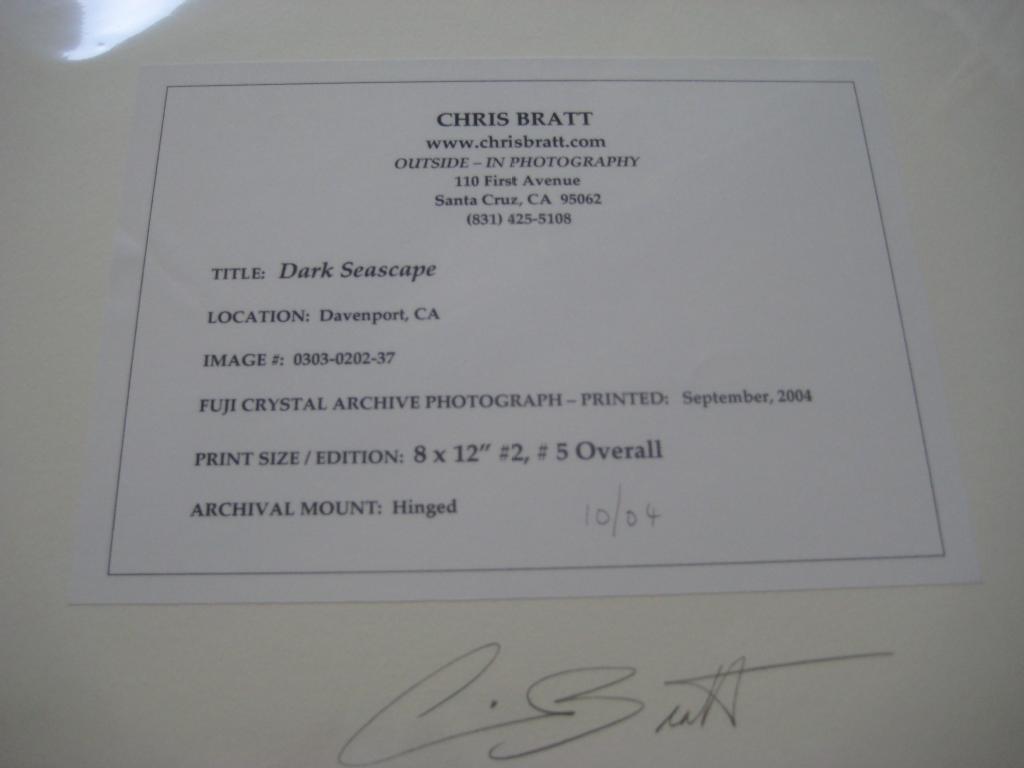 CHRIS BRATT
www.chrisbratt.com
OUTSIDE – IN PHOTOGRAPHY
110 First Avenue
Santa Cruz, CA 95062
(831) 425-5108
TITLE: Dark Seascape
LOCATION: Davenport, CA
IMAGE #: 0303-0202-37
FUJI CRYSTAL ARCHIVE PHOTOGRAPH – PRINTED: September, 2004
PRINT SIZE / EDITION: 8 x 12” #2, # 5 Overall
ARCHIVAL MOUNT: Hinged
10/04
C. Bratt